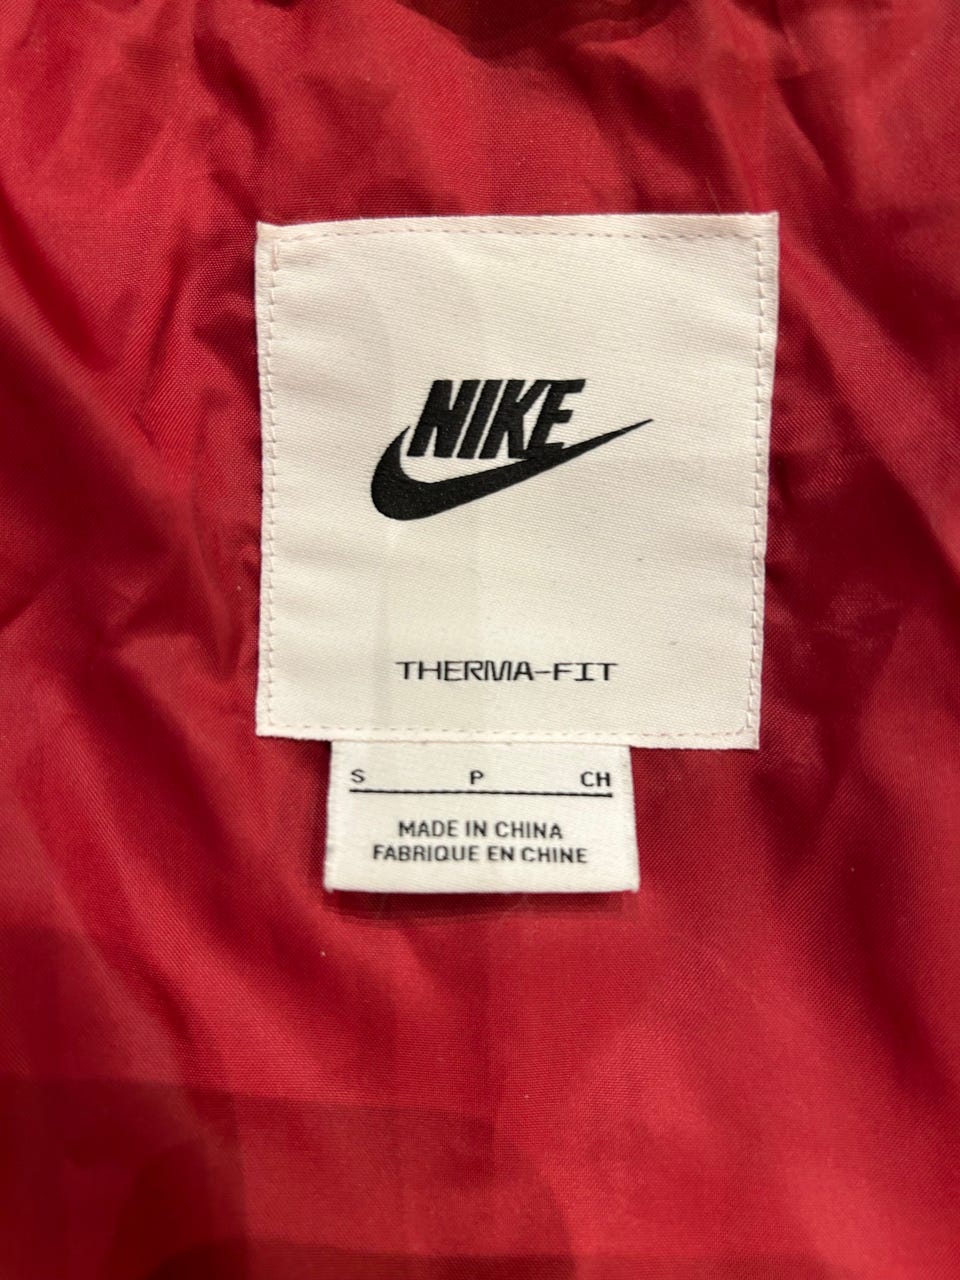 NIKE
THERMA-FIT
S P CH
MADE IN CHINA
FABRIQUE EN CHINE